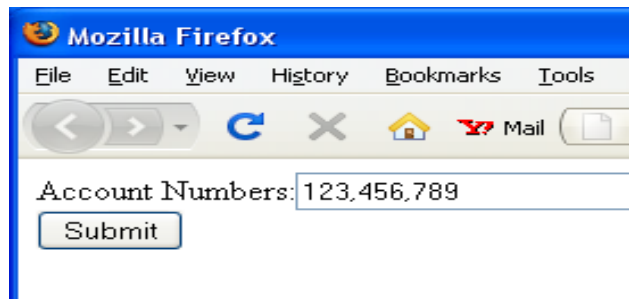 Mozilla Firefox
File Edit View History Bookmarks Tools
Y? Mail
Account Numbers: 123,456,789
Submit